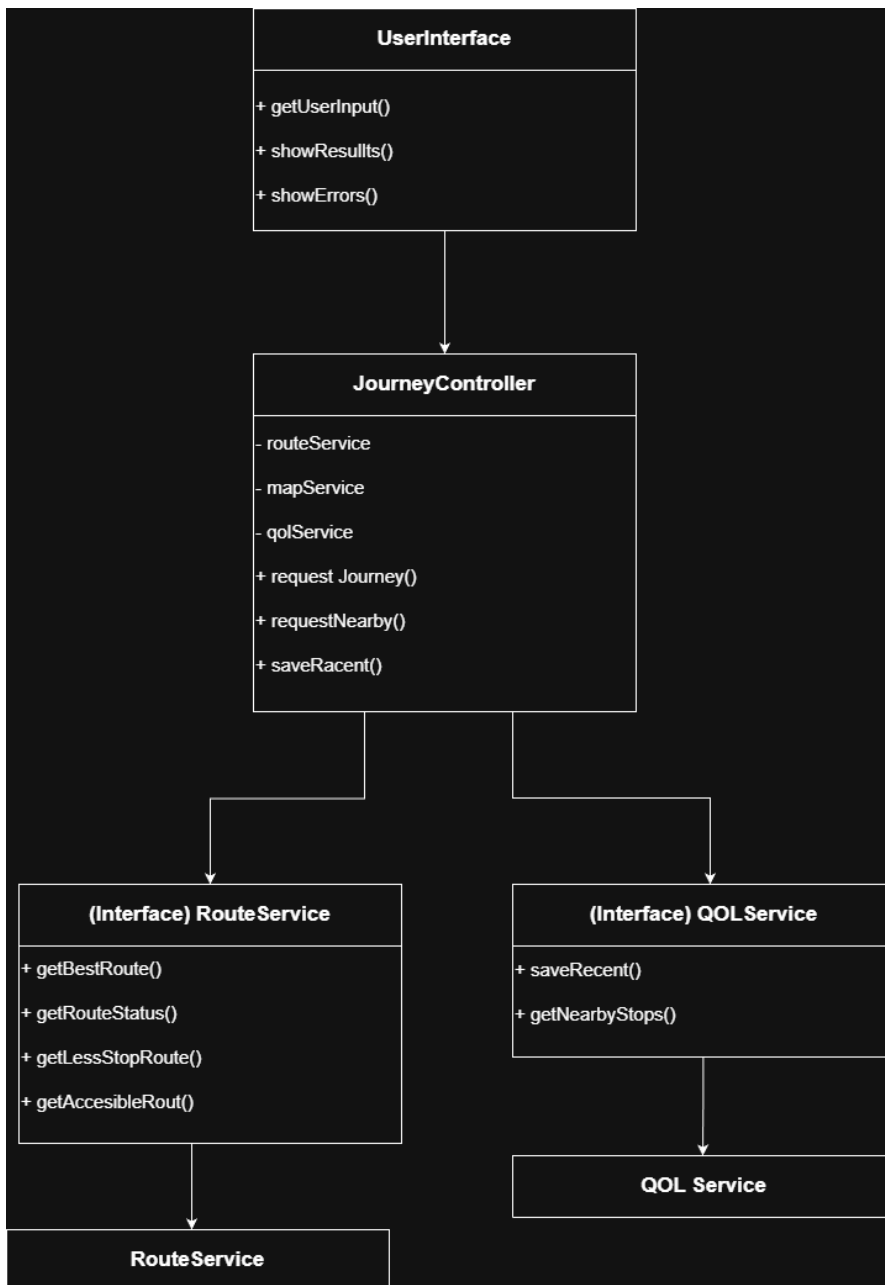 UserInterface
+ getUserInput()
+ showResullts()
+ showErrors()
JourneyController
- routeService
- mapService
- qolService
+ request Journey()
+ requestNearby()
+ saveRacent()
(Interface) RouteService
+ getBestRoute()
+ getRouteStatus()
+ getLessStopRoute()
+ getAccesibleRout()
(Interface) QOLService
+ saveRecent()
+ getNearbyStops()
QOL Service
RouteService